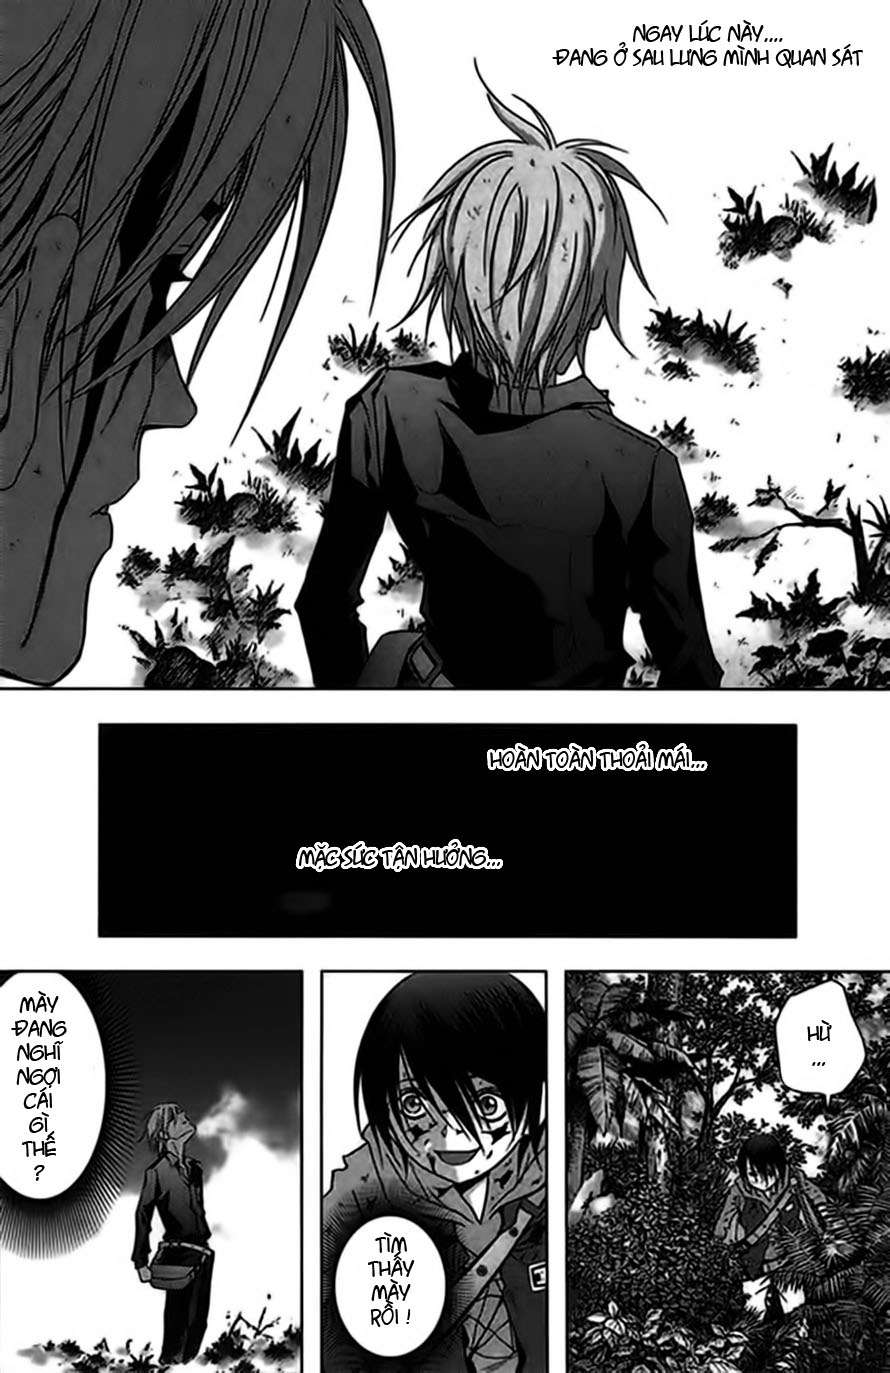 NGAY LÚC NÀY....
ĐANG Ở SAU LƯNG MÌNH QUAN SÁT
HOÀN TOÀN THOẢI MÁI...
MẶC SỨC TẬN HƯỞNG...
HỪ
...
TÌM
THẤY
MÀY
RỒI !
MÀY
ĐANG
NGHĨ
NGỢI
CÁI
GÌ
THẾ
?